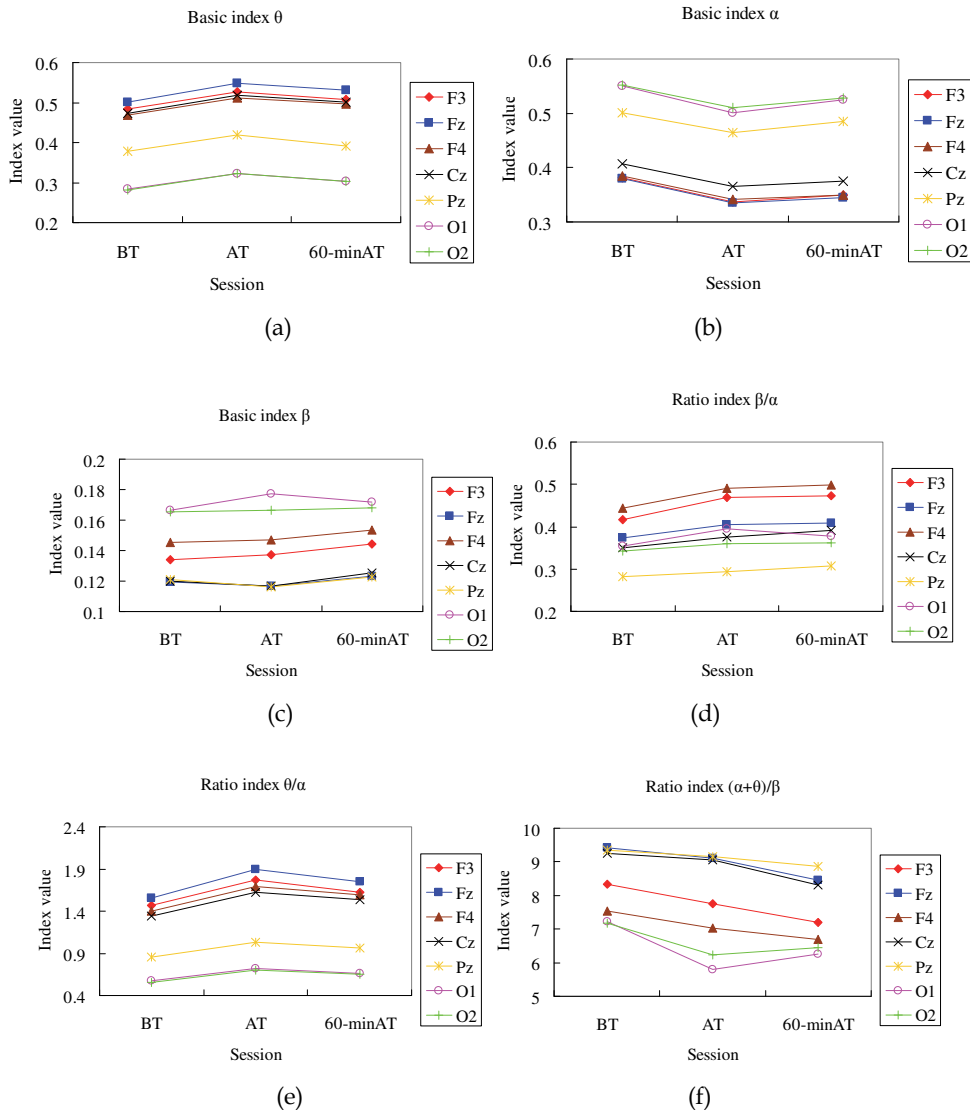 Basic index θ
0.6
0.5
0.4
0.3
0.2
Index value
BT AT 60-minAT
Session
F3
Fz
F4
Cz
Pz
O1
O2
(a)
Basic index α
0.6
0.5
0.4
0.3
Index value
BT AT 60-minAT
Session
F3
Fz
F4
Cz
Pz
O1
O2
(b)
Basic index β
0.2
0.18
0.16
0.14
0.12
0.1
Index value
BT AT 60-minAT
Session
F3
Fz
F4
Cz
Pz
O1
O2
(c)
Ratio index β/α
0.6
0.5
0.4
0.3
0.2
Index value
BT AT 60-minAT
Session
F3
Fz
F4
Cz
Pz
O1
O2
(d)
Ratio index θ/α
2.4
1.9
1.4
0.9
0.4
Index value
BT AT 60-minAT
Session
F3
Fz
F4
Cz
Pz
O1
O2
(e)
Ratio index (α+θ)/β
10
9
8
7
6
5
Index value
BT AT 60-minAT
Session
F3
Fz
F4
Cz
Pz
O1
O2
(f)